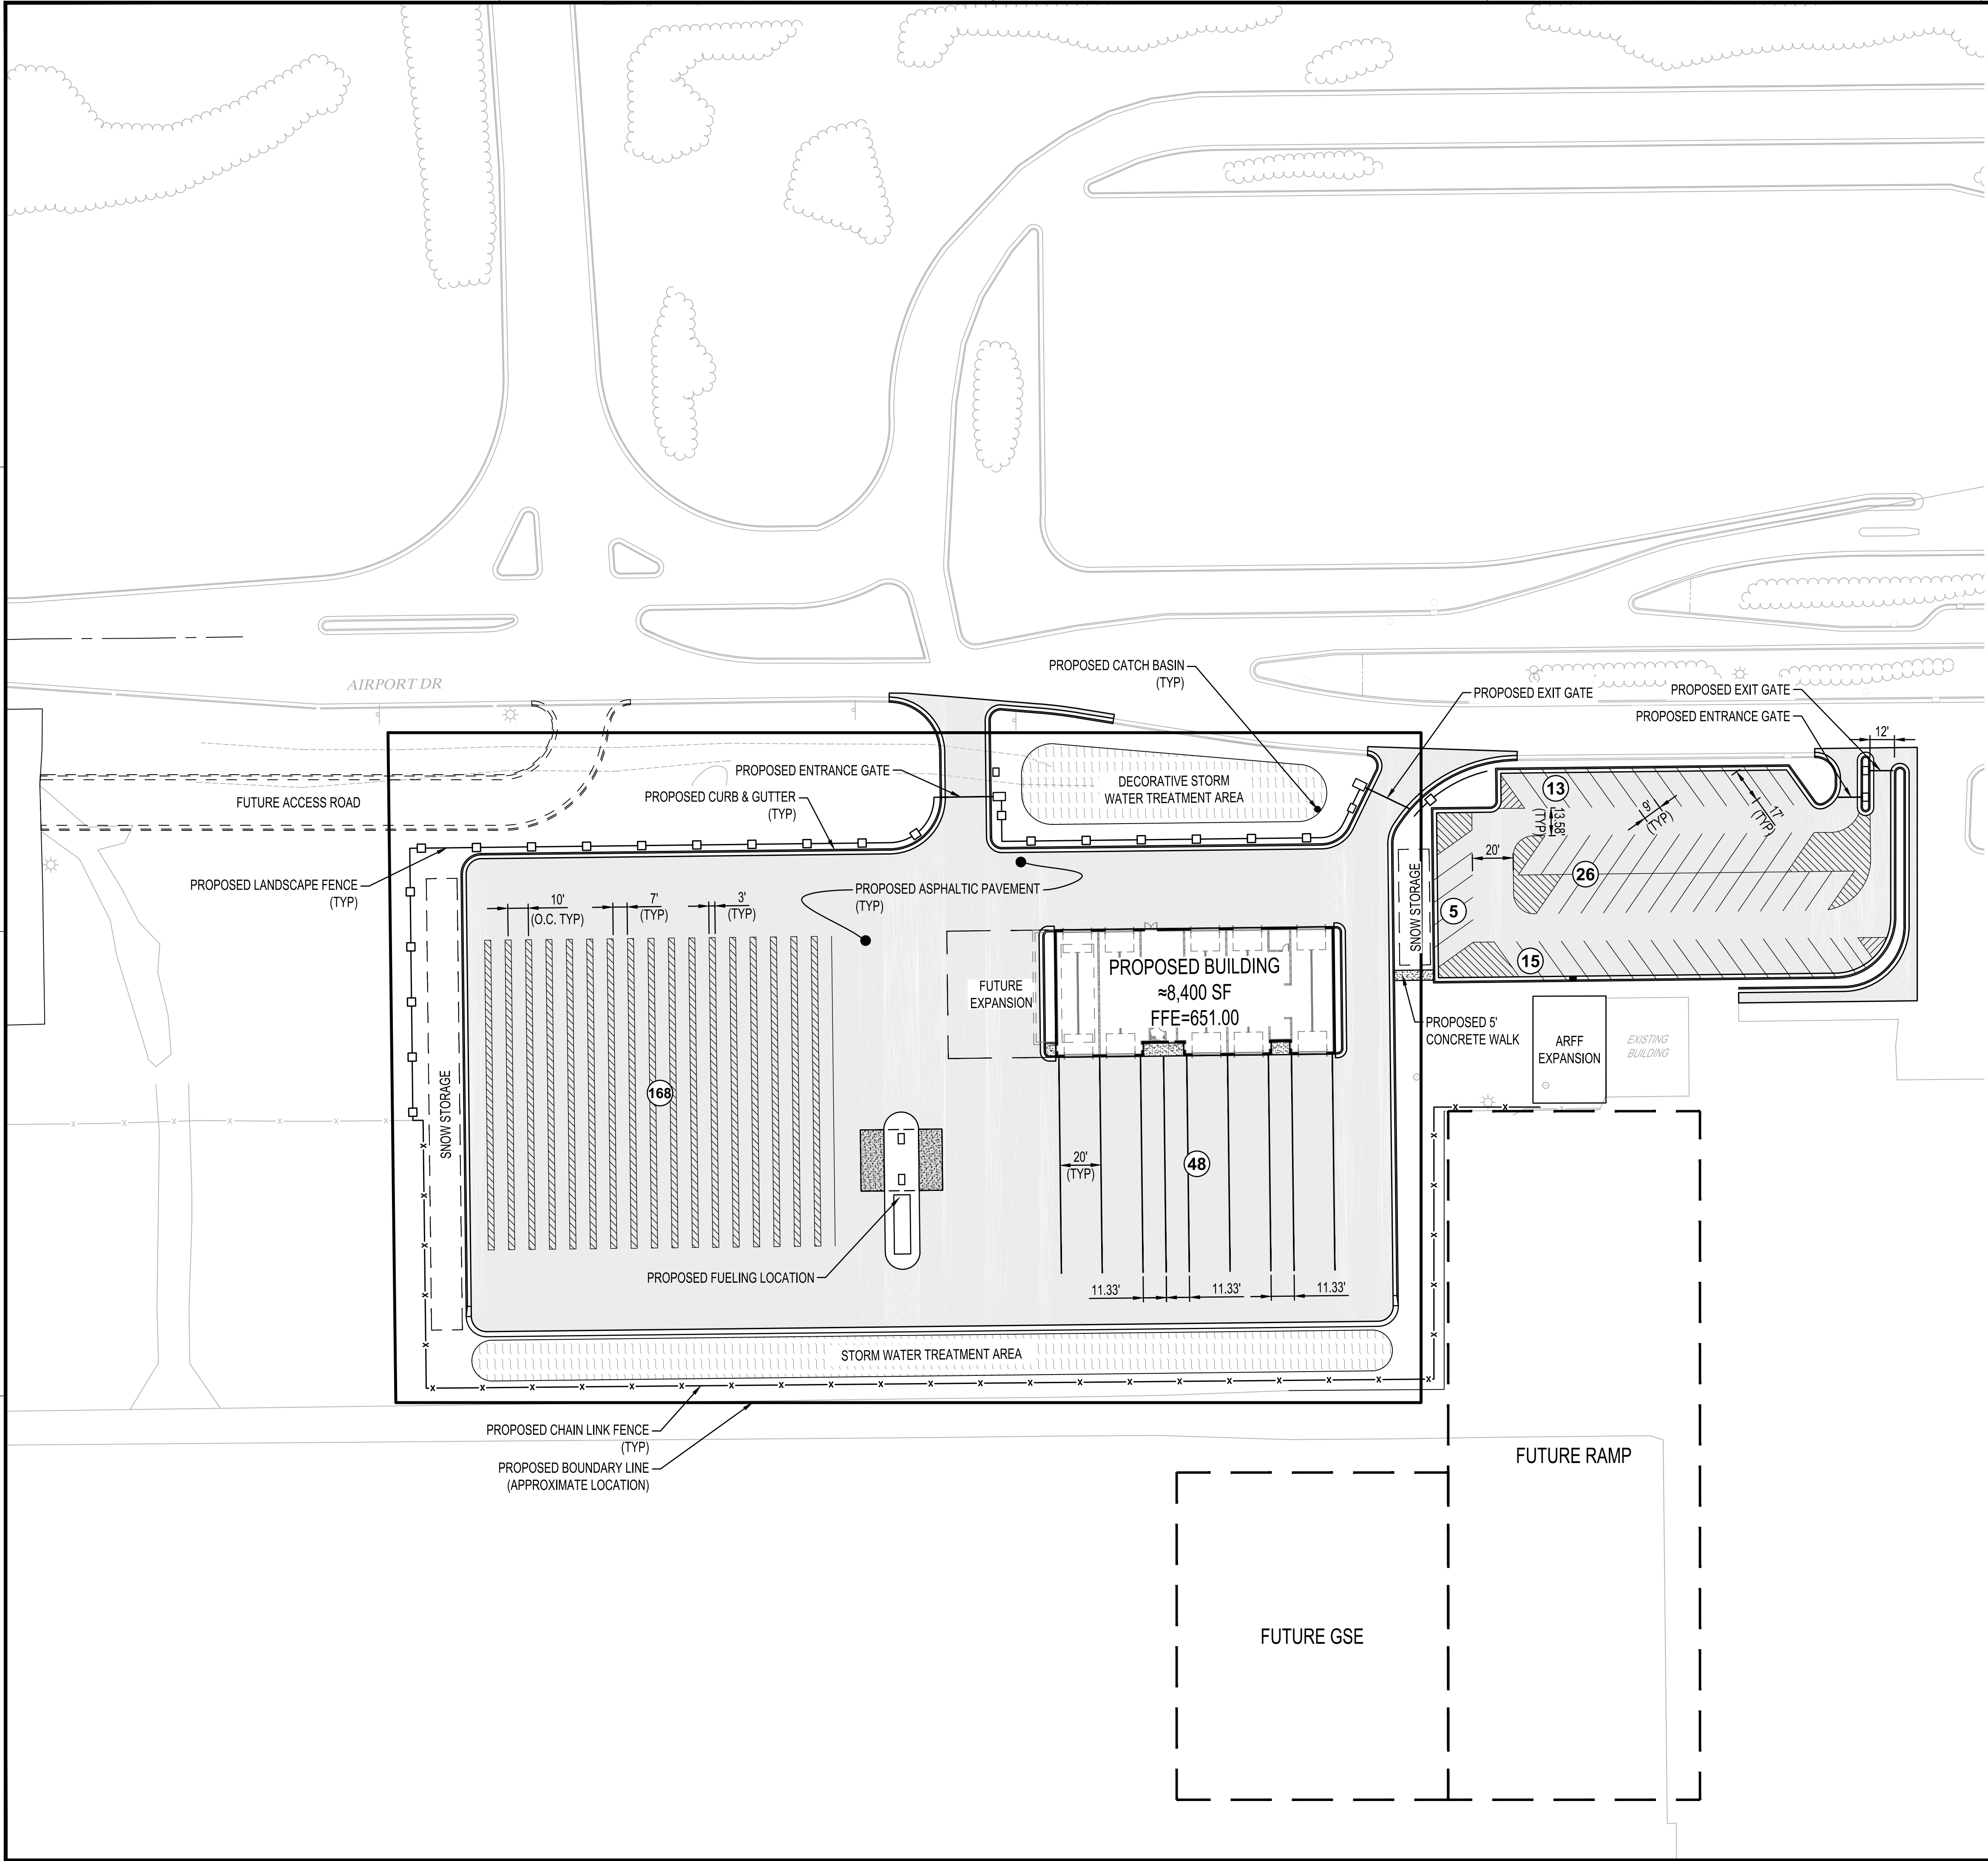 PROPOSED CATCH BASIN
(TYP)
AIRPORT DR
PROPOSED EXIT GATE
PROPOSED EXIT GATE
PROPOSED ENTRANCE GATE
12'
PROPOSED ENTRANCE GATE
DECORATIVE STORM
WATER TREATMENT AREA
PROPOSED CURB & GUTTER
(TYP)
FUTURE ACCESS ROAD
13
13.58'
(TYP)
9'
(TYP)
17'
(TYP)
20'
26
PROPOSED LANDSCAPE FENCE
(TYP)
PROPOSED ASPHALTIC PAVEMENT
(TYP)
10'
(O.C. TYP)
7'
(TYP)
3'
(TYP)
SNOW STORAGE
5
15
PROPOSED BUILDING
≈8,400 SF
FFE=651.00
FUTURE
EXPANSION
PROPOSED 5'
CONCRETE WALK
ARFF
EXPANSION
EXISTING
BUILDING
SNOW STORAGE
168
20'
(TYP)
48
PROPOSED FUELING LOCATION
11.33'
11.33'
11.33'
STORM WATER TREATMENT AREA
PROPOSED CHAIN LINK FENCE
(TYP)
PROPOSED BOUNDARY LINE
(APPROXIMATE LOCATION)
FUTURE RAMP
FUTURE GSE